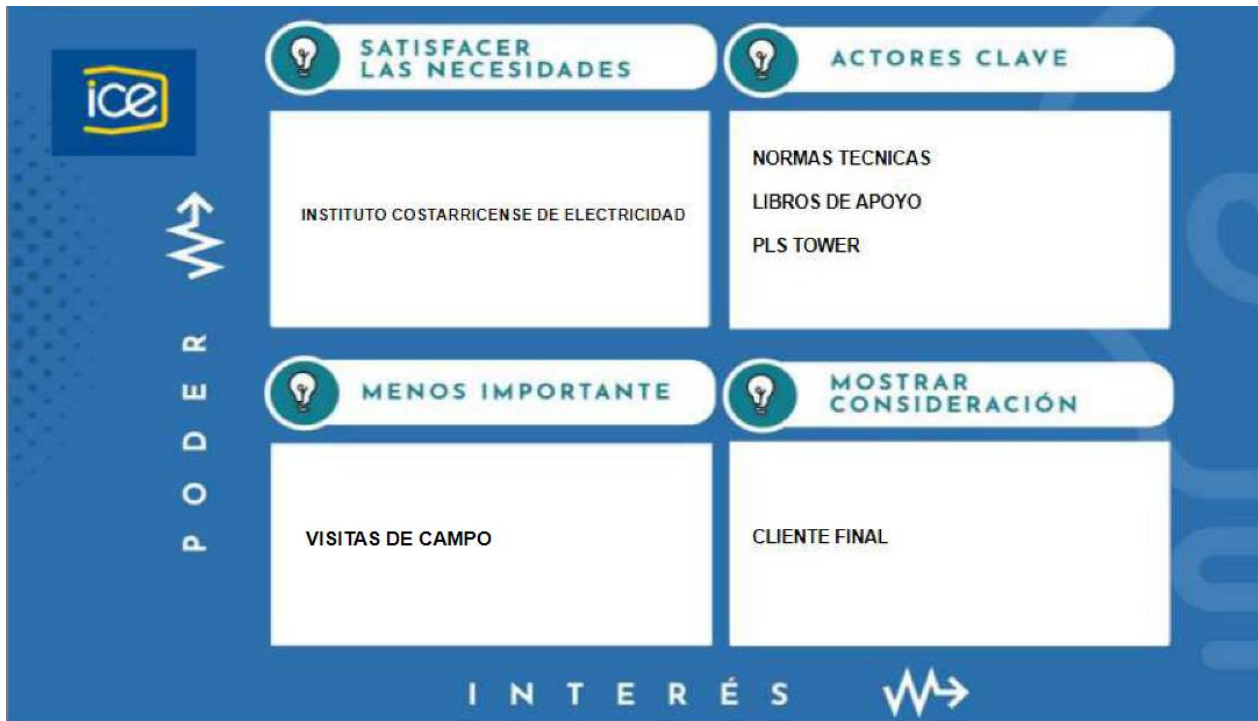 ice
SATISFACER
LAS NECESIDADES
ACTORES CLAVE
INSTITUTO COSTARRICENSE DE ELECTRICIDAD
NORMAS TECNICAS
LIBROS DE APOYO
PLS TOWER
PODER
MENOS IMPORTANTE
MOSTRAR
CONSIDERACIÓN
VISITAS DE CAMPO
CLIENTE FINAL
INTERÉS